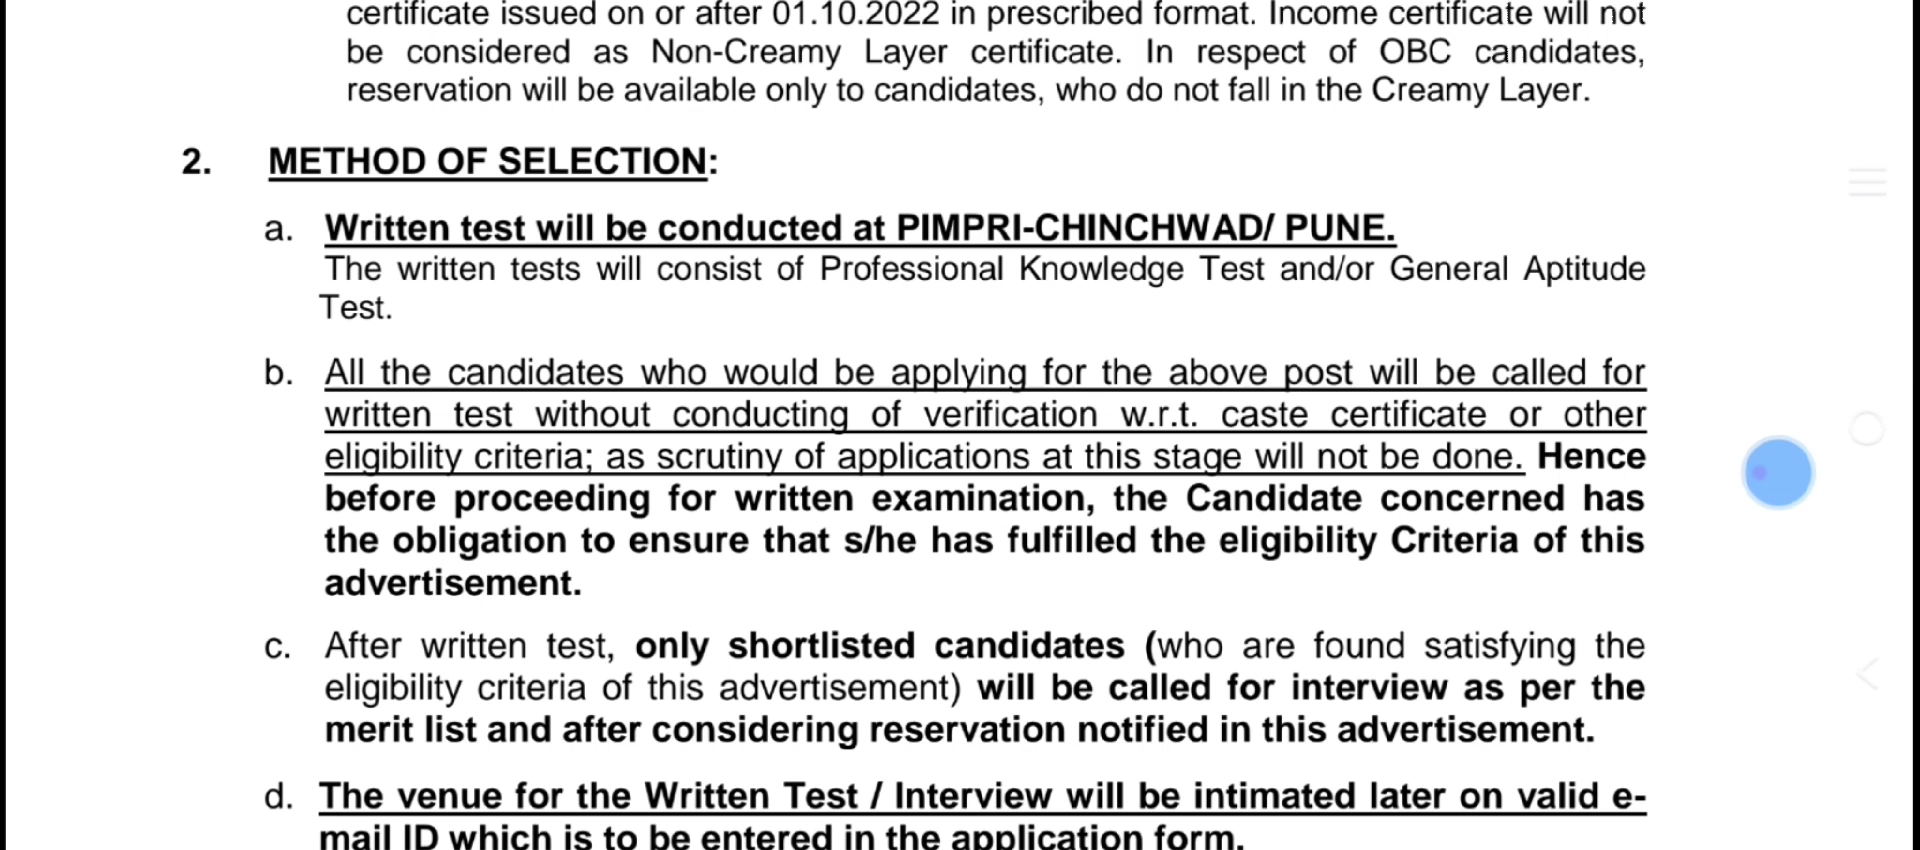 certificate issued on or after 01.10.2022 in prescribed format. Income certificate will not
be considered as Non-Creamy Layer certificate. In respect of OBC candidates,
reservation will be available only to candidates, who do not fall in the Creamy Layer.
2. METHOD OF SELECTION:
a. Written test will be conducted at PIMPRI-CHINCHWAD/ PUNE.
The written tests will consist of Professional Knowledge Test and/or General Aptitude
Test.
b. All the candidates who would be applying for the above post will be called for
written test without conducting of verification w.r.t. caste certificate or other
eligibility criteria; as scrutiny of applications at this stage will not be done. Hence
before proceeding for written examination, the Candidate concerned has
the obligation to ensure that s/he has fulfilled the eligibility Criteria of this
advertisement.
c. After written test, only shortlisted candidates (who are found satisfying the
eligibility criteria of this advertisement) will be called for interview as per the
merit list and after considering reservation notified in this advertisement.
d. The venue for the Written Test / Interview will be intimated later on valid e-
mail ID which is to be entered in the application form.